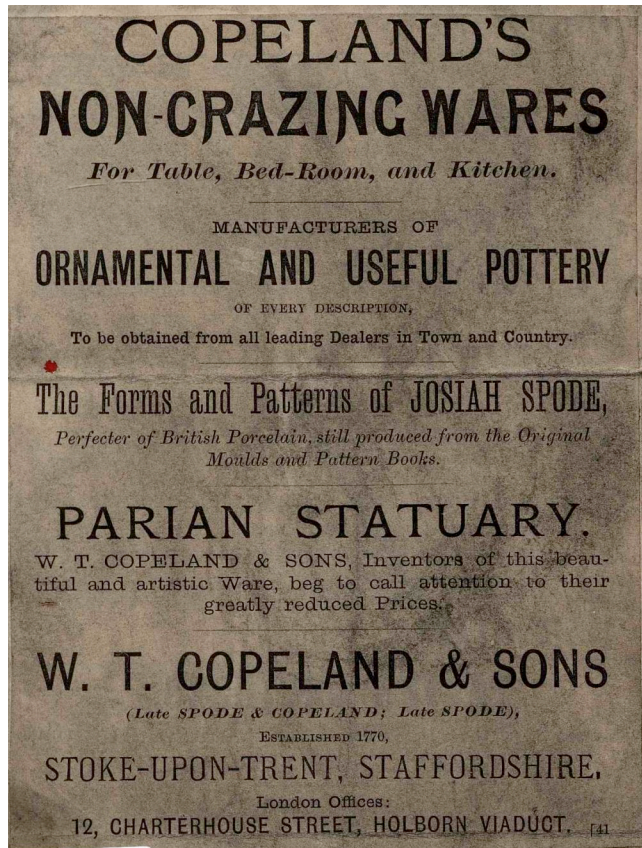 COPELAND'S
NON-CRAZING WARES
For Table, Bed-Room, and Kitchen.
MANUFACTURERS OF
ORNAMENTAL AND USEFUL POTTERY
OF EVERY DESCRIPTION,
To be obtained from all leading Dealers in Town and Country.
The Forms and Patterns of JOSIAH SPODE,
Perfecter of British Porcelain, still produced from the Original
Moulds and Pattern Books.
PARIAN STATUARY.
W. T. COPELAND & SONS, Inventors of this beau-
tiful and artistic Ware, beg to call attention to their
greatly reduced Prices.
W. T. COPELAND & SONS
(Late SPODE & COPELAND; Late SPODE),
ESTABLISHED 1770,
STOKE-UPON-TRENT, STAFFORDSHIRE.
London Offices:
12, CHARTERHOUSE STREET, HOLBORN VIADUCT. [41